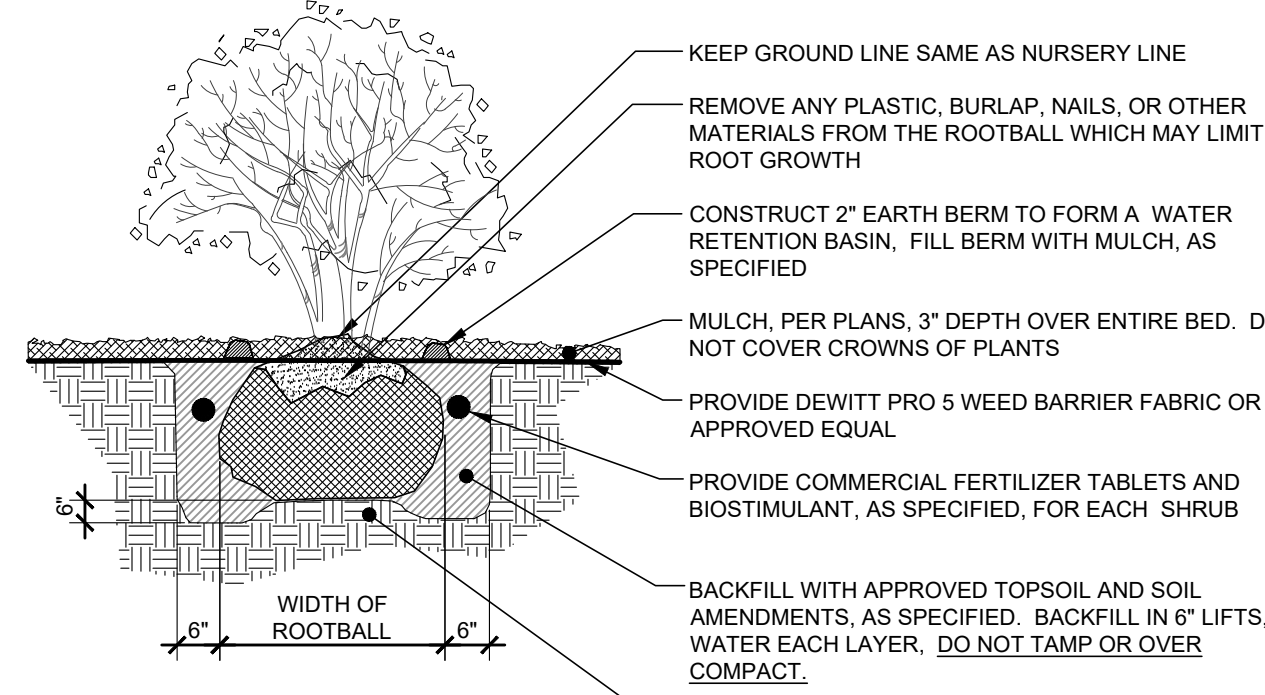 KEEP GROUND LINE SAME AS NURSERY LINE
REMOVE ANY PLASTIC, BURLAP, NAILS, OR OTHER
MATERIALS FROM THE ROOTBALL WHICH MAY LIMIT
ROOT GROWTH
CONSTRUCT 2" EARTH BERM TO FORM A WATER
RETENTION BASIN, FILL BERM WITH MULCH, AS
SPECIFIED
MULCH, PER PLANS, 3" DEPTH OVER ENTIRE BED. D
NOT COVER CROWNS OF PLANTS
PROVIDE DEWITT PRO 5 WEED BARRIER FABRIC OR
APPROVED EQUAL
PROVIDE COMMERCIAL FERTILIZER TABLETS AND
BIOSTIMULANT, AS SPECIFIED, FOR EACH SHRUB
BACKFILL WITH APPROVED TOPSOIL AND SOIL
AMENDMENTS, AS SPECIFIED. BACKFILL IN 6" LIFTS,
WATER EACH LAYER, DO NOT TAMP OR OVER
COMPACT.
6"
6"
WIDTH OF
ROOTBALL
6"